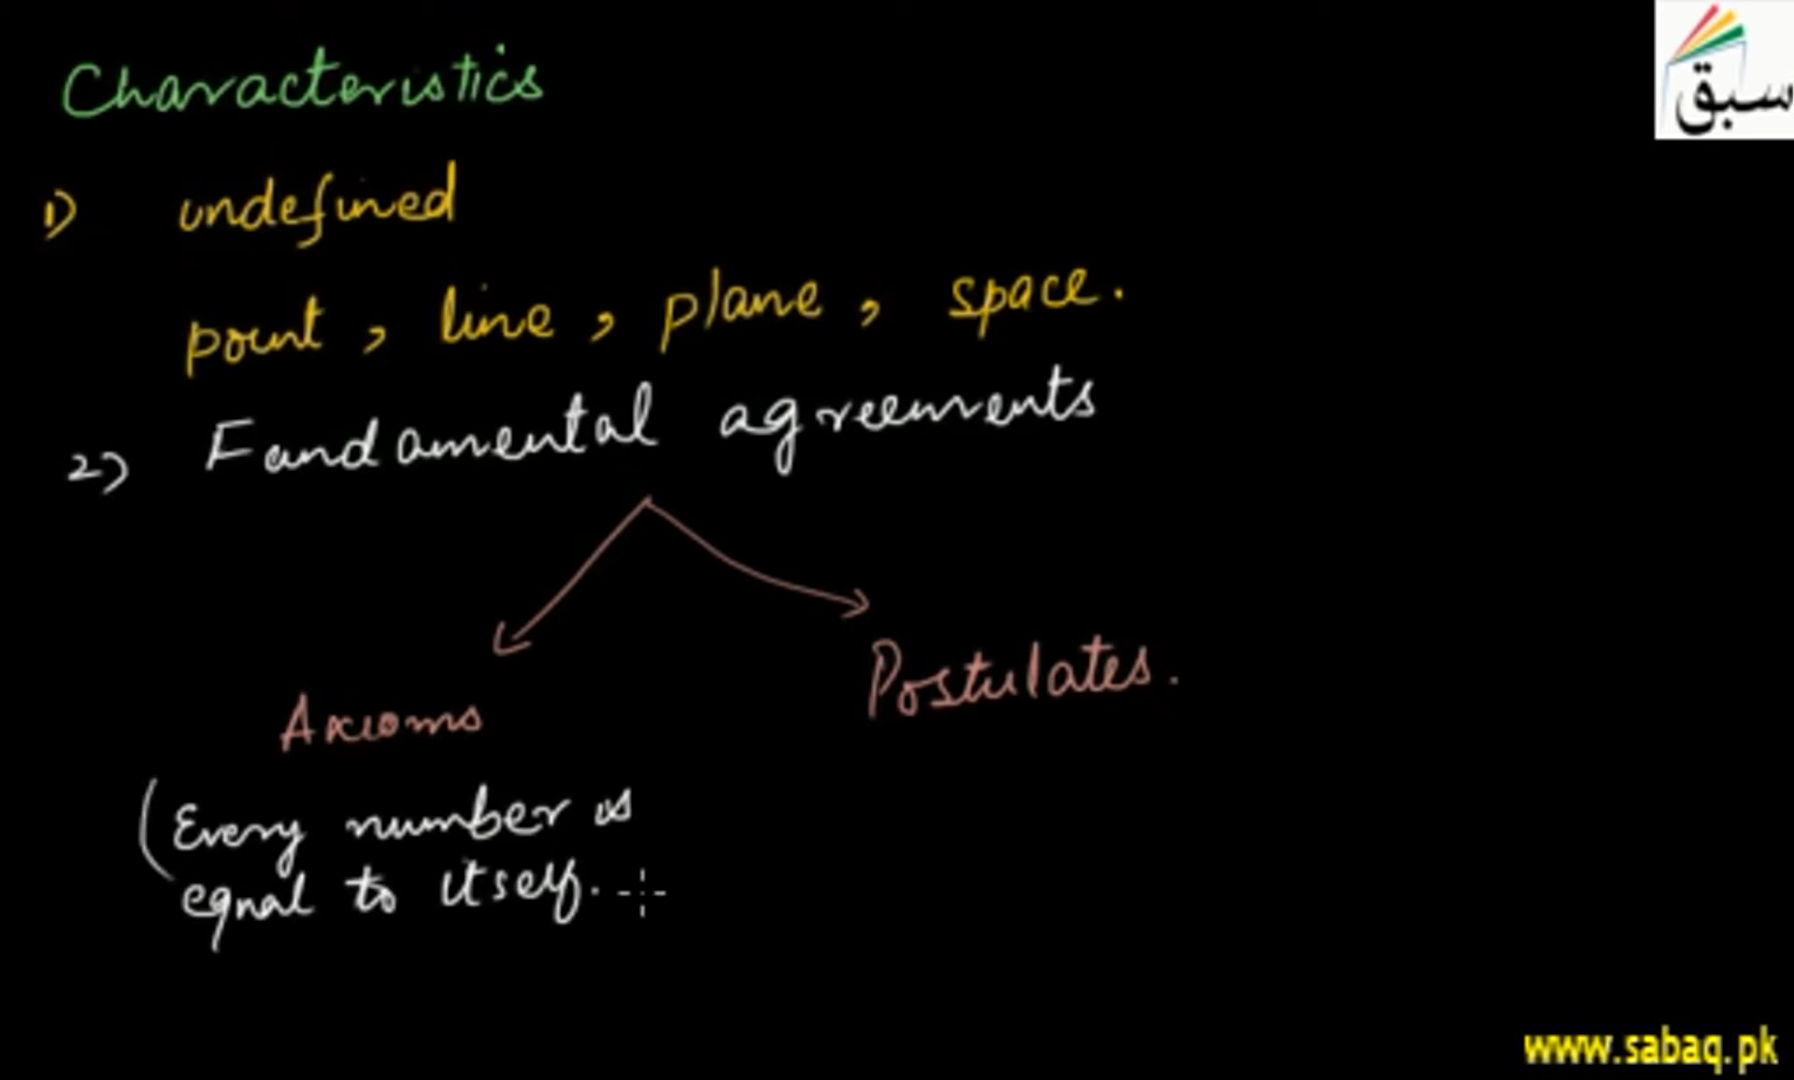 Characteristics
سبق
1) undefined
point, line, plane, space.
2) Fundamental agreements
Axioms
Postulates.
(Every number is
equal to itself.
www.sabaq.pk